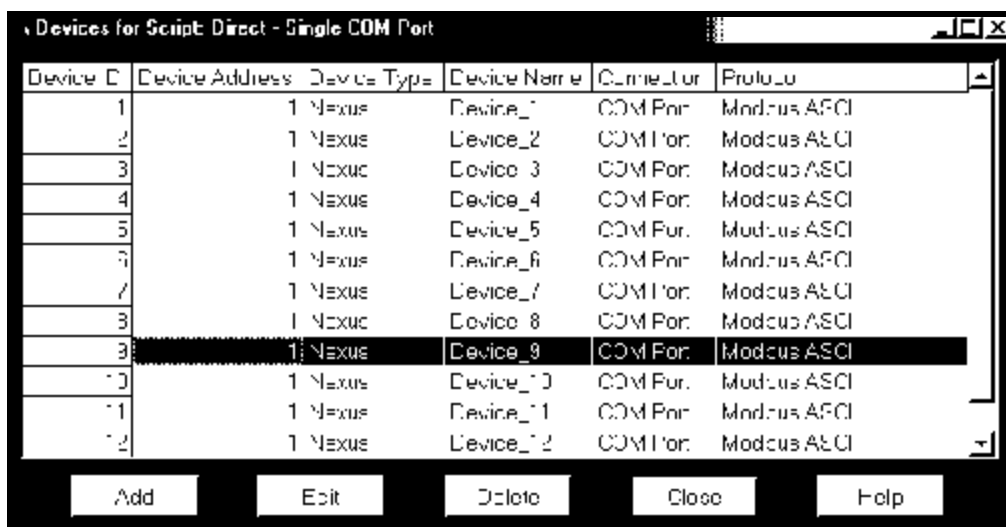 Devices for Script: Direct - Single COM Port
Device ID Device Address Device Type Device Name Connection Protocol
1 1 Nexus Device_1 COM Port Modbus ASCII
2 1 Nexus Device_2 COM Port Modbus ASCII
3 1 Nexus Device_3 COM Port Modbus ASCII
4 1 Nexus Device_4 COM Port Modbus ASCII
5 1 Nexus Device_5 COM Port Modbus ASCII
6 1 Nexus Device_6 COM Port Modbus ASCII
7 1 Nexus Device_7 COM Port Modbus ASCII
8 1 Nexus Device_8 COM Port Modbus ASCII
9 1 Nexus Device_9 COM Port Modbus ASCII
10 1 Nexus Device_10 COM Port Modbus ASCII
11 1 Nexus Device_11 COM Port Modbus ASCII
12 1 Nexus Device_12 COM Port Modbus ASCII
Add Edit Delete Close Help